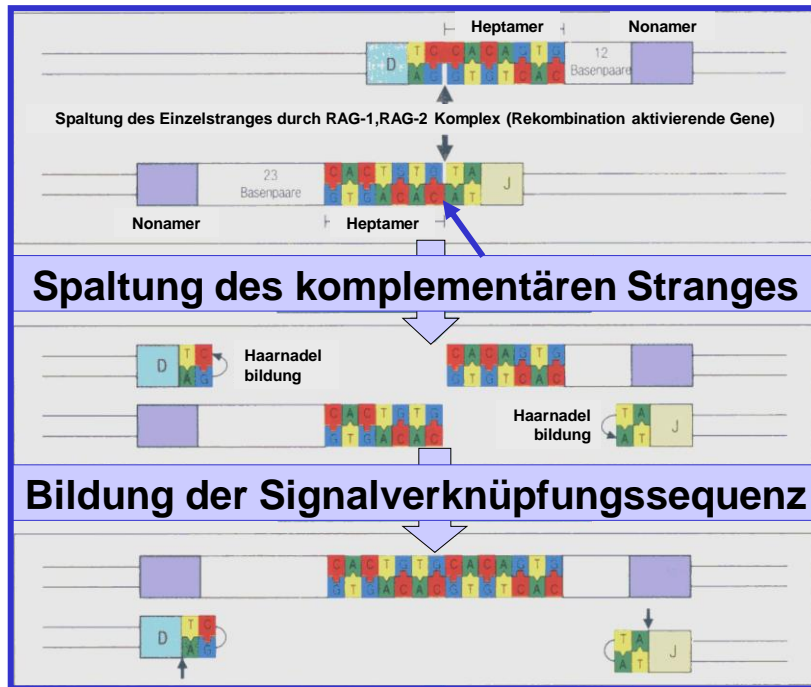 Heptamer Nonamer
D T C C A C A G T G 12
A G G T G T C A C Basenpaare
Spaltung des Einzelstranges durch RAG-1,RAG-2 Komplex (Rekombination aktivierende Gene)
23 C A C T G T G T A J
Basenpaare G T G A C A C A T
Nonamer Heptamer
Spaltung des komplementären Stranges
D T C Haarnadel C A C A G T G
A G bildung G T G T C A C
C A C T G T G Haarnadel T A J
G T G A C A C bildung A T
Bildung der Signalverknüpfungssequenz
C A C T G T G C A C A G T G
G T G A C A C G T G T C A C
D T C T A J
A G A T